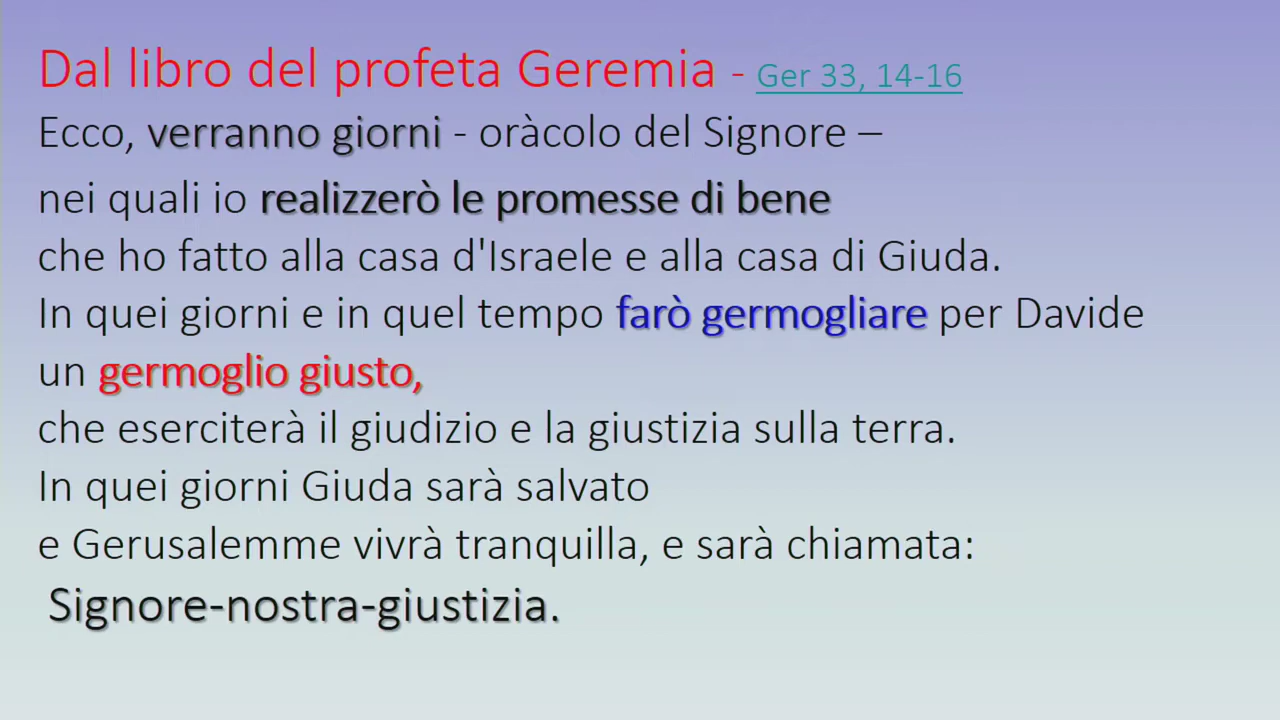 Dal libro del profeta Geremia - Ger 33, 14-16
Ecco, verranno giorni - oràcolo del Signore –
nei quali io realizzerò le promesse di bene
che ho fatto alla casa d'Israele e alla casa di Giuda.
In quei giorni e in quel tempo farò germogliare per Davide
un germoglio giusto,
che eserciterà il giudizio e la giustizia sulla terra.
In quei giorni Giuda sarà salvato
e Gerusalemme vivrà tranquilla, e sarà chiamata:
Signore-nostra-giustizia.